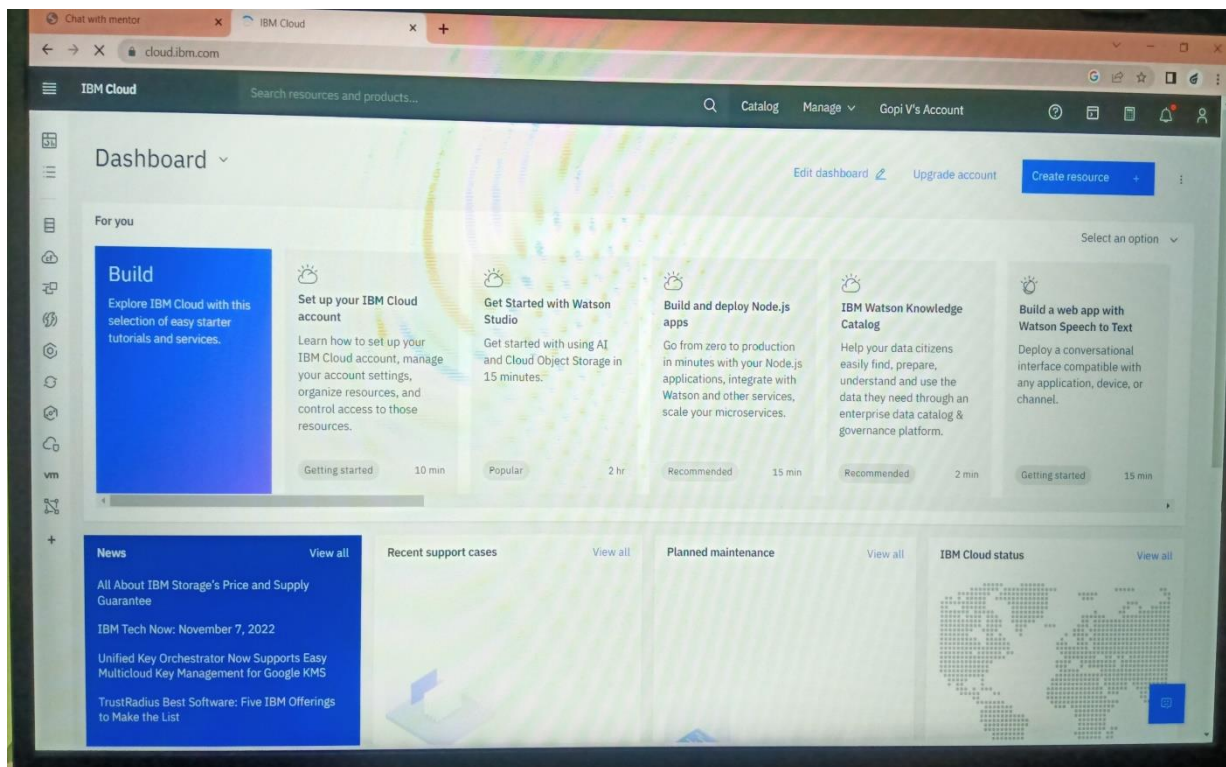 Chat with mentor
IBM Cloud
cloud.ibm.com
IBM Cloud
Search resources and products...
Catalog
Manage
Gopi V's Account
Dashboard
Edit dashboard
Upgrade account
Create resource +
For you
Select an option
Build
Explore IBM Cloud with this
selection of easy starter
tutorials and services.
Set up your IBM Cloud
account
Learn how to set up your
IBM Cloud account, manage
your account settings,
organize resources, and
control access to those
resources.
Getting started
10 min
Get Started with Watson
Studio
Get started with using AI
and Cloud Object Storage in
15 minutes.
Popular
2 hr
Build and deploy Node.js
apps
Go from zero to production
in minutes with your Node.js
applications, integrate with
Watson and other services,
scale your microservices.
Recommended
15 min
IBM Watson Knowledge
Catalog
Help your data citizens
easily find, prepare,
understand and use the
data they need through an
enterprise data catalog &
governance platform.
Recommended
2 min
Build a web app with
Watson Speech to Text
Deploy a conversational
interface compatible with
any application, device, or
channel.
Getting started
15 min
vm
News
View all
All About IBM Storage's Price and Supply
Guarantee
IBM Tech Now: November 7, 2022
Unified Key Orchestrator Now Supports Easy
Multicloud Key Management for Google KMS
TrustRadius Best Software: Five IBM Offerings
to Make the List
Recent support cases
View all
Planned maintenance
View all
IBM Cloud status
View all